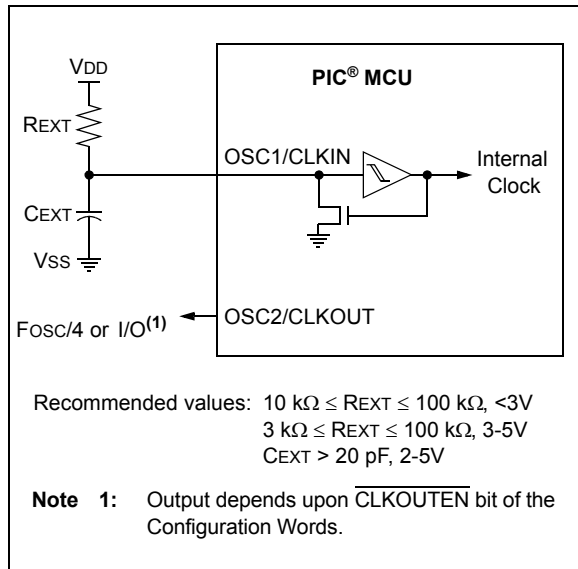 VDD
PIC® MCU
REXT
OSC1/CLKIN
Internal
Clock
CEXT
VSS
OSC2/CLKOUT
FOSC/4 or I/O(1)
Recommended values: 10 kΩ ≤ REXT ≤ 100 kΩ, <3V
3 kΩ ≤ REXT ≤ 100 kΩ, 3-5V
CEXT > 20 pF, 2-5V
Note 1: Output depends upon CLKOUTEN bit of the
Configuration Words.